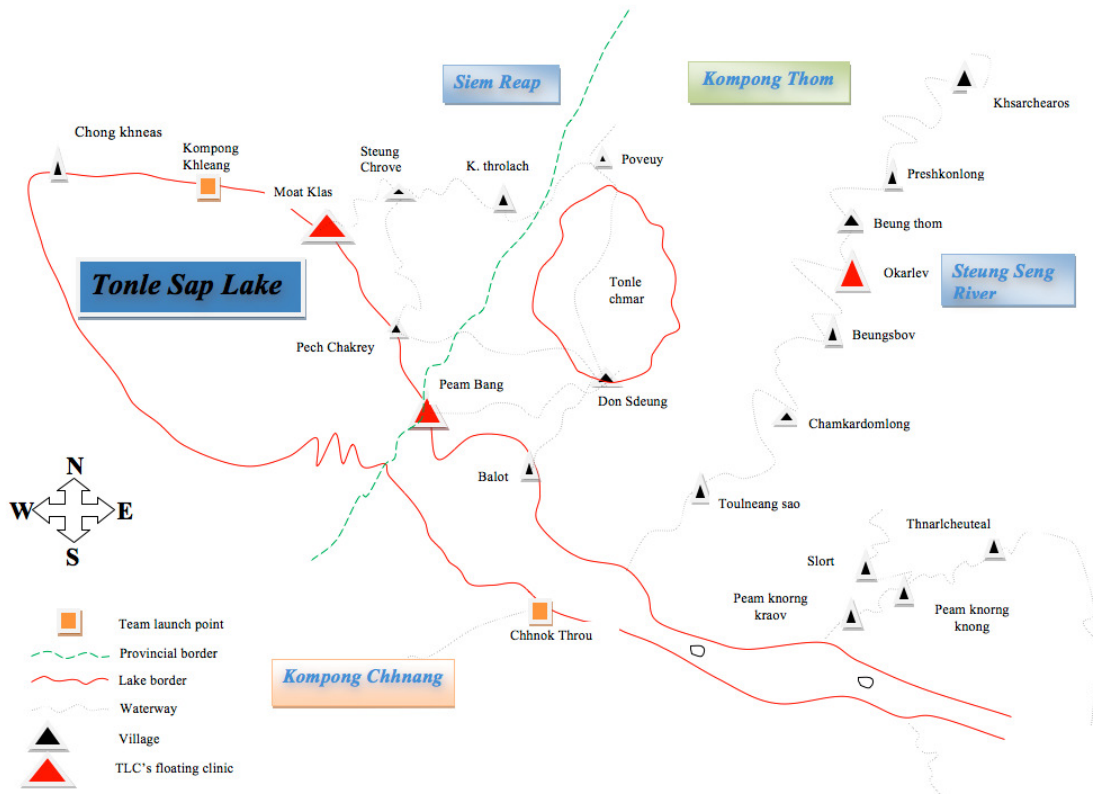 Siem Reap
Kompong Thom
Khsarchearos
Chong khneas
Kompong
Khleang
Steung
Chrove
K. throlach
Poveuy
Preshkonlong
Moat Klas
Beung thom
Tonle Sap Lake
Tonle
chmar
Okarlev
Steung Seng
River
Pech Chakrey
Beungsbov
Peam Bang
Don Sdeung
Chamkardomlong
Balot
Toulneang sao
N
W
E
S
Thnarlcheuteal
Slort
Peam knorng
kraov
Peam knorng
knong
Chhnok Throu
Kompong Chhnang
Team launch point
Provincial border
Lake border
Waterway
Village
TLC's floating clinic